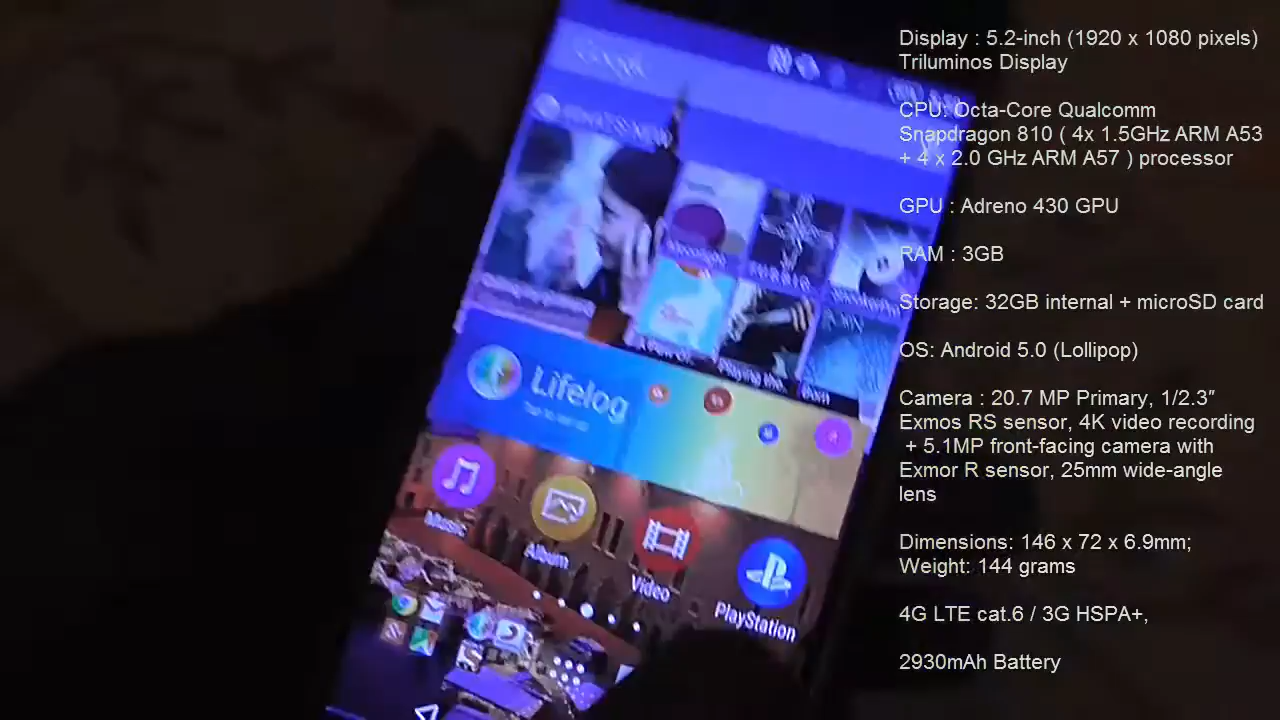 Google
Lifelog
Music
Album
Video
PlayStation
Display : 5.2-inch (1920 x 1080 pixels)
Triluminos Display
CPU: Octa-Core Qualcomm
Snapdragon 810 ( 4x 1.5GHz ARM A53
+ 4 x 2.0 GHz ARM A57 ) processor
GPU : Adreno 430 GPU
RAM : 3GB
Storage: 32GB internal + microSD card
OS: Android 5.0 (Lollipop)
Camera : 20.7 MP Primary, 1/2.3″
Exmos RS sensor, 4K video recording
+ 5.1MP front-facing camera with
Exmor R sensor, 25mm wide-angle
lens
Dimensions: 146 x 72 x 6.9mm;
Weight: 144 grams
4G LTE cat.6 / 3G HSPA+,
2930mAh Battery